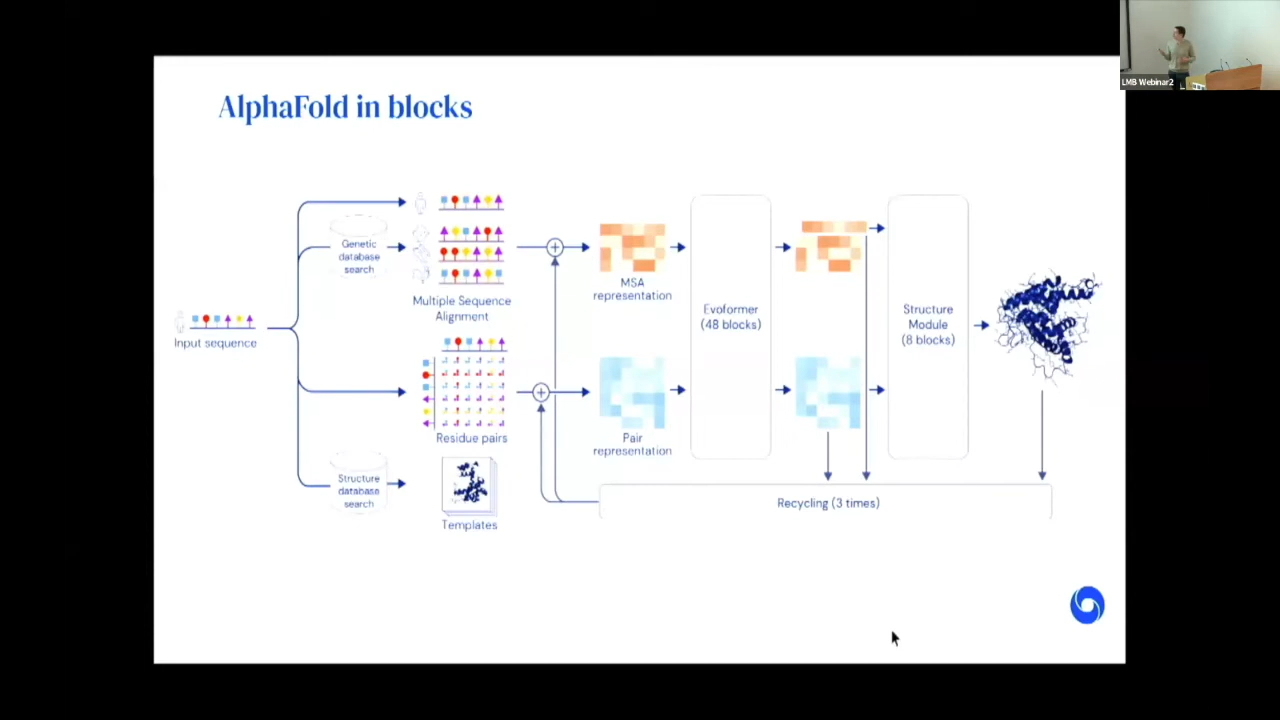 LMB Webinar2
AlphaFold in blocks
Genetic
database
search
Multiple Sequence
Alignment
Input sequence
Residue pairs
Structure
database
search
Templates
MSA
representation
Pair
representation
Evoformer
(48 blocks)
Structure
Module
(8 blocks)
Recycling (3 times)